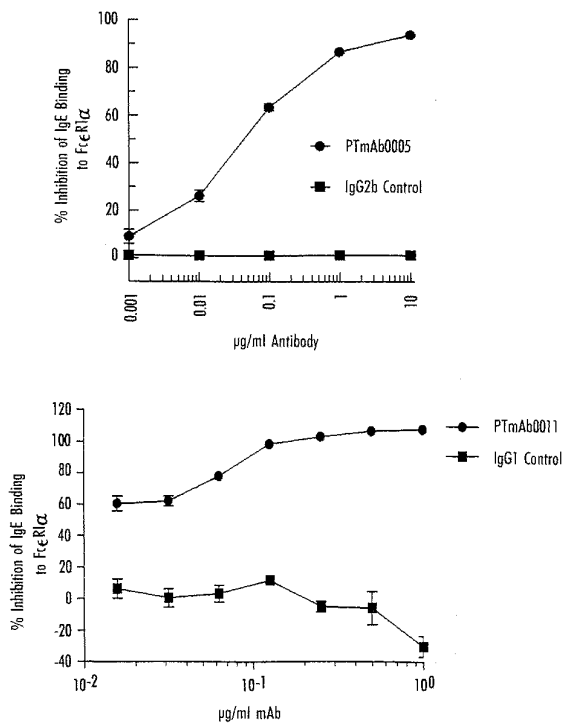 % Inhibition of IgE Binding
to FcϵR1α
100
80
60
40
20
0
PTmAb0005
IgG2b Control
0.001
0.01
0.1
1
10
µg/ml Antibody
% Inhibition of IgE Binding
to FcϵR1α
120
100
80
60
40
20
0
-20
-40
PTmAb0011
IgG1 Control
10-2
10-1
100
µg/ml mAb